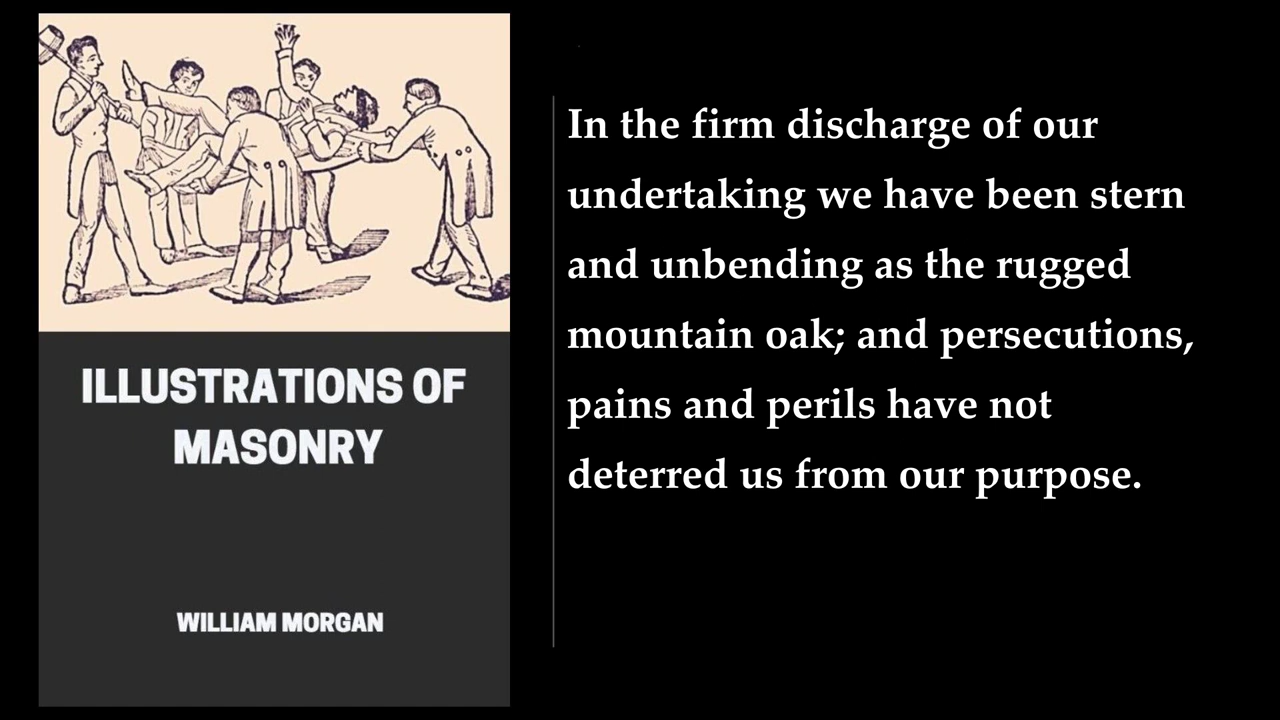 ILLUSTRATIONS OF
MASONRY
WILLIAM MORGAN
In the firm discharge of our
undertaking we have been stern
and unbending as the rugged
mountain oak; and persecutions,
pains and perils have not
deterred us from our purpose.